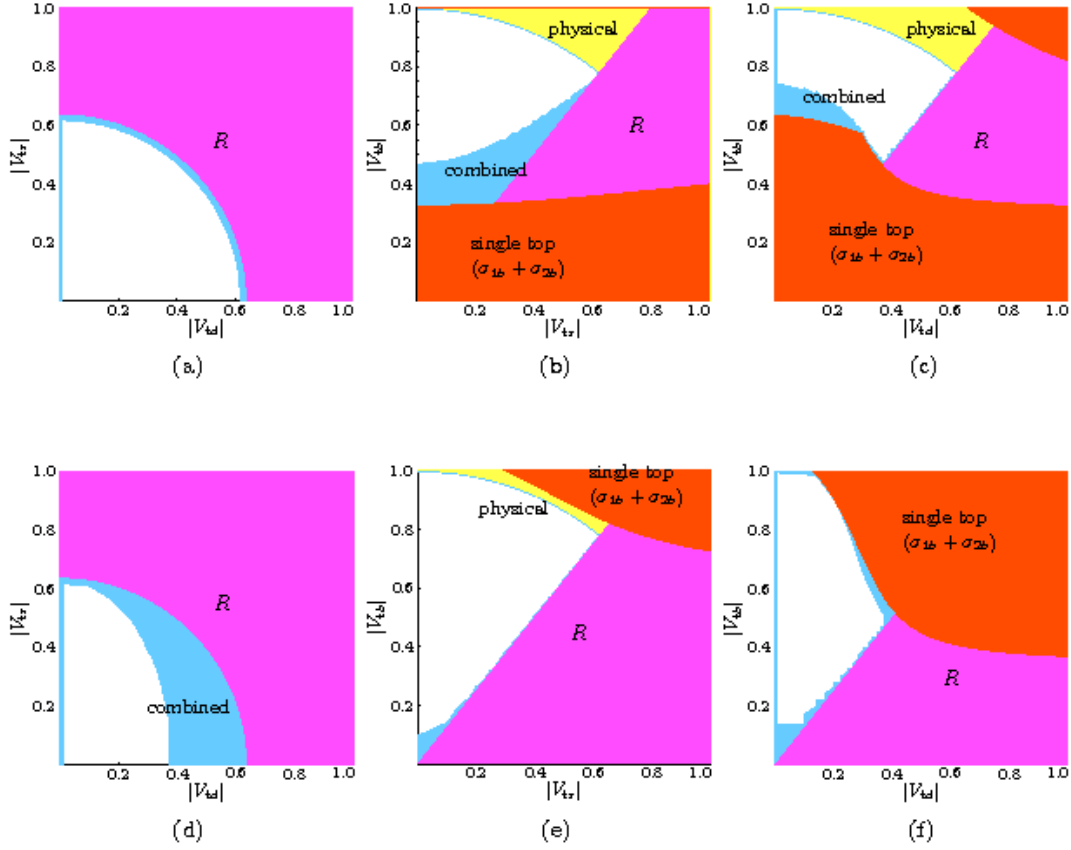 1.0
0.8
0.6
0.4
0.2
|V_ts|
R
0.2 0.4 0.6 0.8 1.0
|V_td|
(a)
1.0
0.8
0.6
0.4
0.2
|V_tb|
physical
R
combined
single top
(σ_1b + σ_2b)
0.2 0.4 0.6 0.8 1.0
|V_ts|
(b)
1.0
0.8
0.6
0.4
0.2
|V_tb|
physical
combined
R
single top
(σ_1b + σ_2b)
0.2 0.4 0.6 0.8 1.0
|V_td|
(c)
1.0
0.8
0.6
0.4
0.2
|V_ts|
R
combined
0.2 0.4 0.6 0.8 1.0
|V_td|
(d)
1.0
0.8
0.6
0.4
0.2
|V_tb|
single top
(σ_1b + σ_2b)
physical
R
0.2 0.4 0.6 0.8 1.0
|V_ts|
(e)
1.0
0.8
0.6
0.4
0.2
|V_tb|
single top
(σ_1b + σ_2b)
R
0.2 0.4 0.6 0.8 1.0
|V_td|
(f)